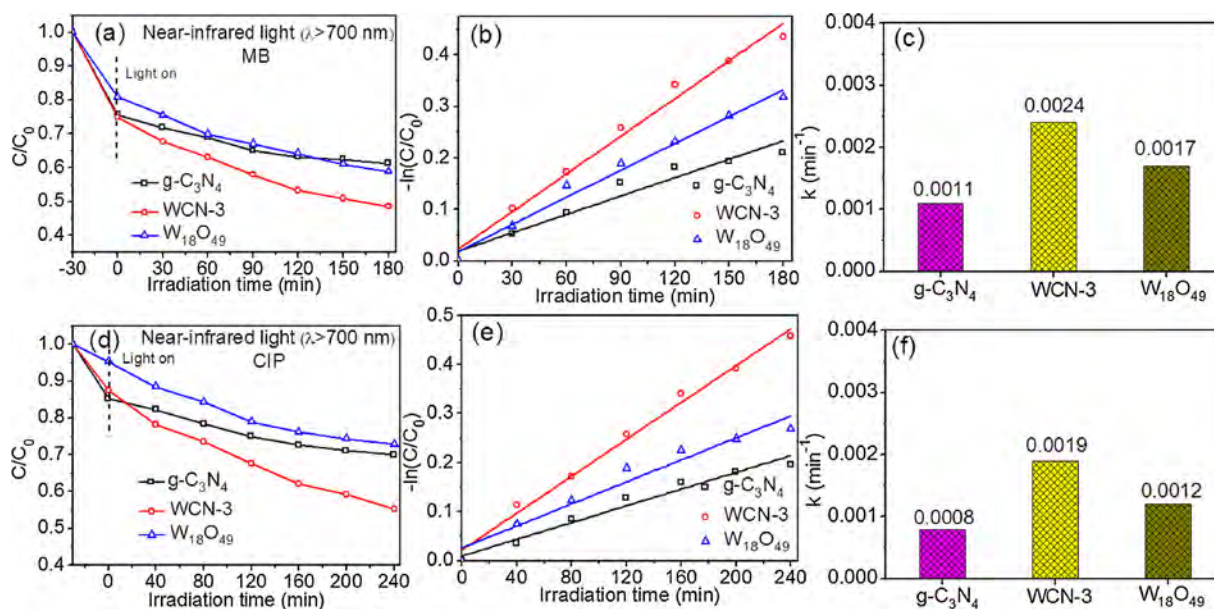 (a)
Near-infrared light (λ>700 nm)
MB
Light on
1.0
0.9
0.8
0.7
0.6
0.5
0.4
C/C₀
g-C₃N₄
WCN-3
W₁₈O₄₉
-30 0 30 60 90 120 150 180
Irradiation time (min)
(b)
0.4
0.3
0.2
0.1
0.0
-ln(C/C₀)
g-C₃N₄
WCN-3
W₁₈O₄₉
0 30 60 90 120 150 180
Irradiation time (min)
(c)
0.004
0.003
0.002
0.001
0.000
k (min⁻¹)
0.0011
0.0024
0.0017
g-C₃N₄ WCN-3 W₁₈O₄₉
(d)
Near-infrared light (λ>700 nm)
Light on
CIP
1.0
0.9
0.8
0.7
0.6
0.5
0.4
C/C₀
g-C₃N₄
WCN-3
W₁₈O₄₉
0 40 80 120 160 200 240
Irradiation time (min)
(e)
0.5
0.4
0.3
0.2
0.1
0.0
-ln(C/C₀)
g-C₃N₄
WCN-3
W₁₈O₄₉
0 40 80 120 160 200 240
Irradiation time (min)
(f)
0.004
0.003
0.002
0.001
0.000
k (min⁻¹)
0.0008
0.0019
0.0012
g-C₃N₄ WCN-3 W₁₈O₄₉